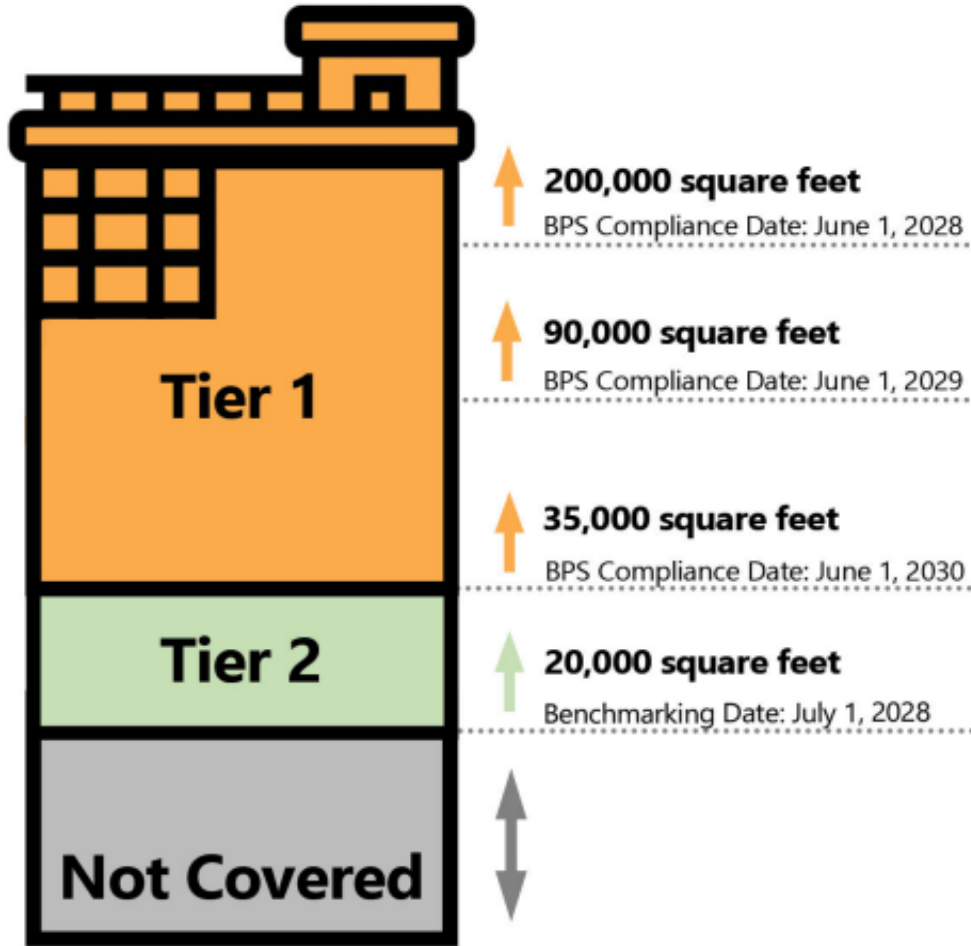 200,000 square feet
BPS Compliance Date: June 1, 2028
90,000 square feet
BPS Compliance Date: June 1, 2029
Tier 1
35,000 square feet
BPS Compliance Date: June 1, 2030
Tier 2
20,000 square feet
Benchmarking Date: July 1, 2028
Not Covered